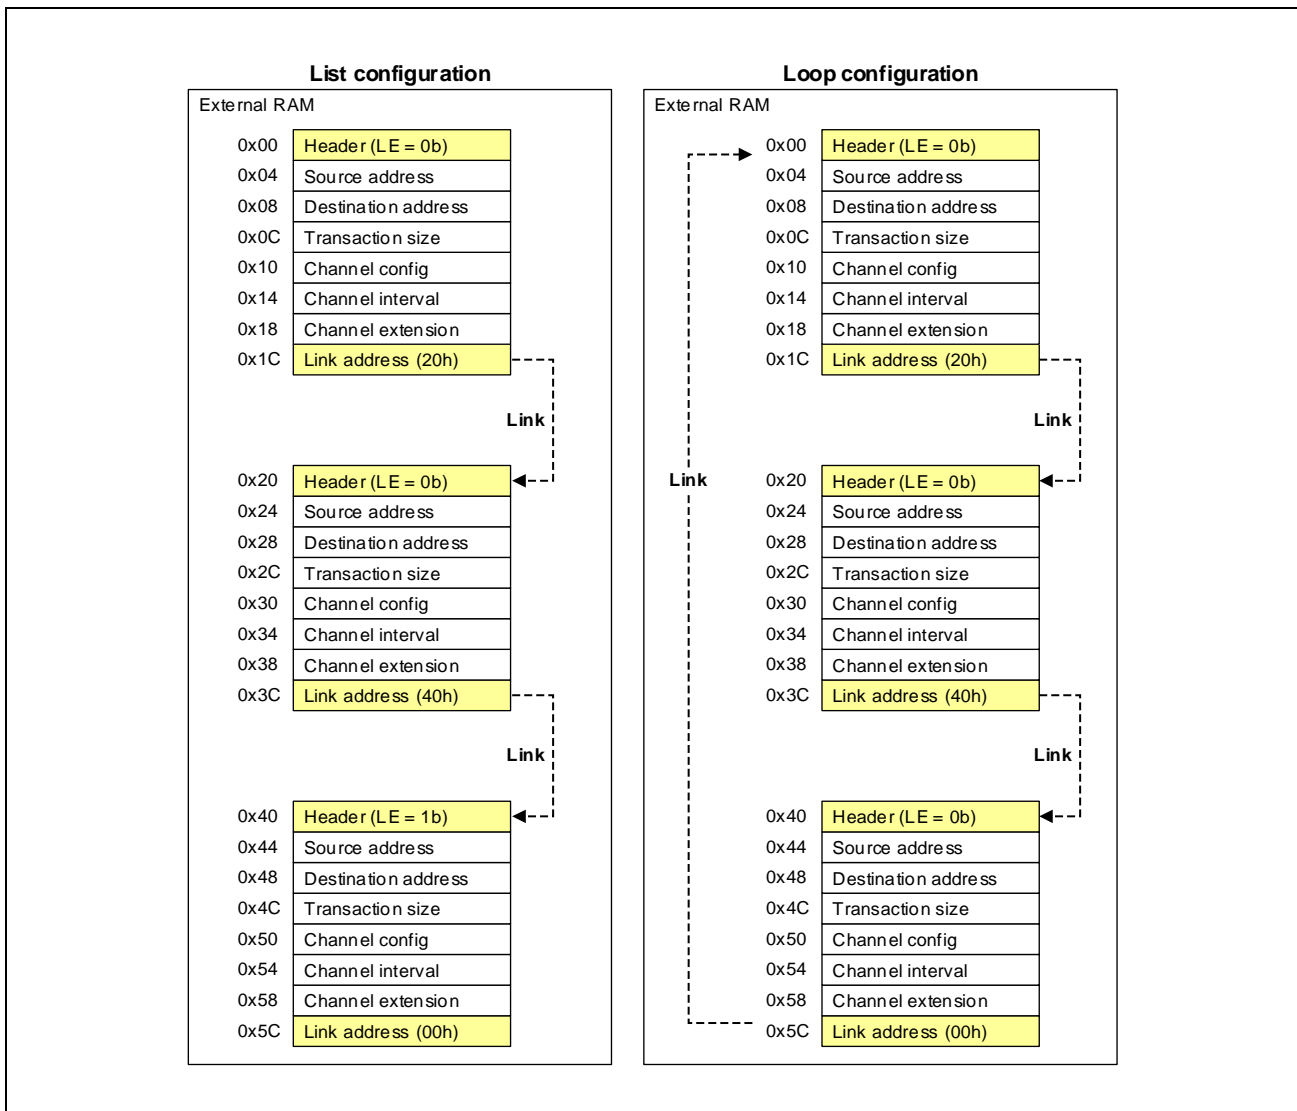 List configuration
External RAM
0x00 Header (LE = 0b)
0x04 Source address
0x08 Destination address
0x0C Transaction size
0x10 Channel config
0x14 Channel interval
0x18 Channel extension
0x1C Link address (20h)
Link
0x20 Header (LE = 0b)
0x24 Source address
0x28 Destination address
0x2C Transaction size
0x30 Channel config
0x34 Channel interval
0x38 Channel extension
0x3C Link address (40h)
Link
0x40 Header (LE = 1b)
0x44 Source address
0x48 Destination address
0x4C Transaction size
0x50 Channel config
0x54 Channel interval
0x58 Channel extension
0x5C Link address (00h)
Loop configuration
External RAM
0x00 Header (LE = 0b)
0x04 Source address
0x08 Destination address
0x0C Transaction size
0x10 Channel config
0x14 Channel interval
0x18 Channel extension
0x1C Link address (20h)
Link
Link
0x20 Header (LE = 0b)
0x24 Source address
0x28 Destination address
0x2C Transaction size
0x30 Channel config
0x34 Channel interval
0x38 Channel extension
0x3C Link address (40h)
Link
0x40 Header (LE = 0b)
0x44 Source address
0x48 Destination address
0x4C Transaction size
0x50 Channel config
0x54 Channel interval
0x58 Channel extension
0x5C Link address (00h)